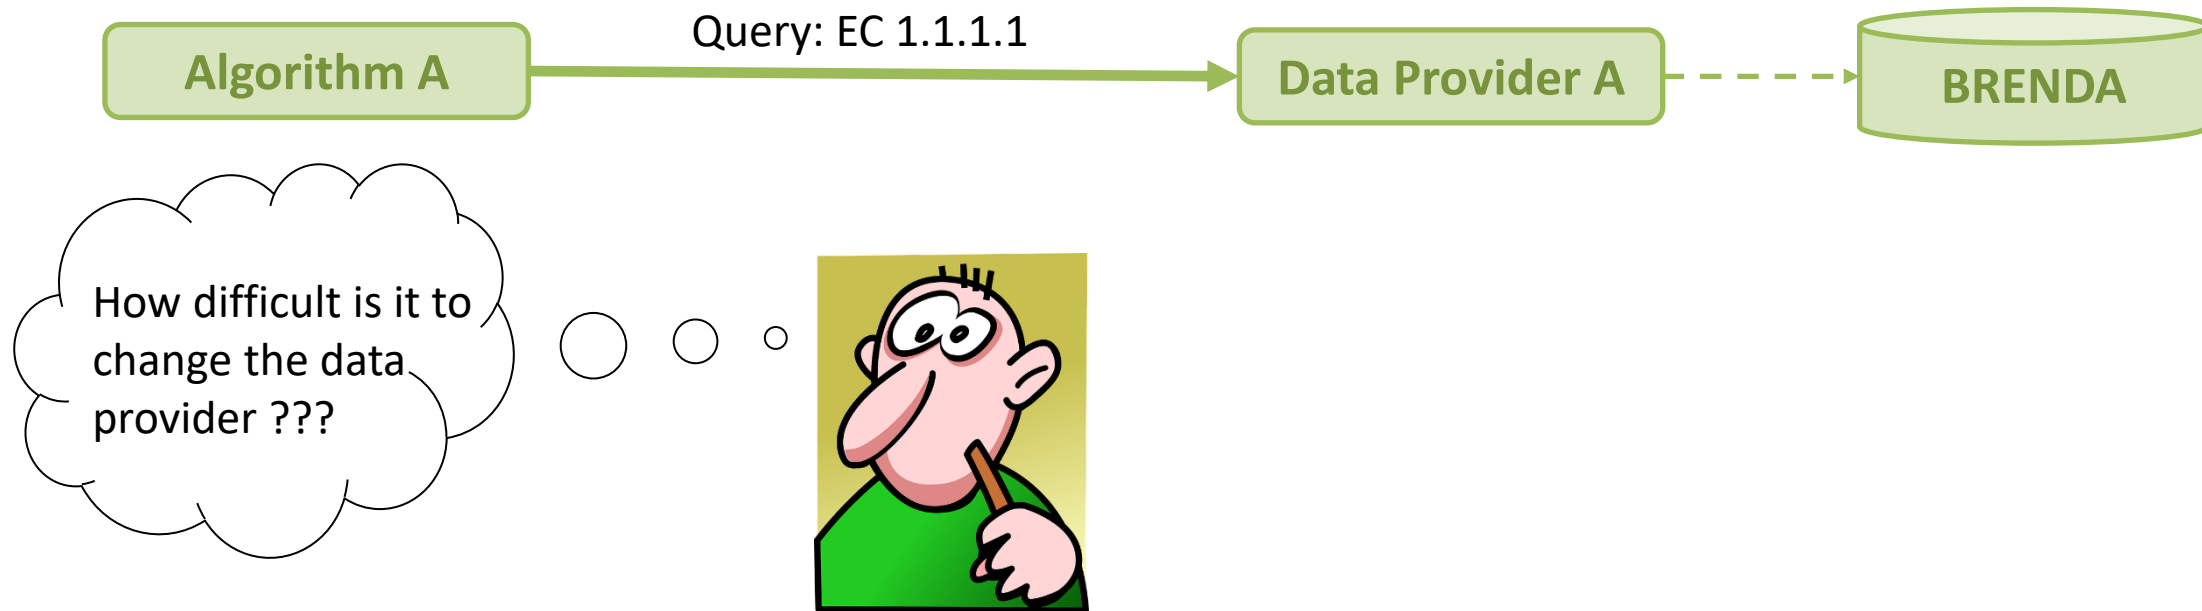 Query: EC 1.1.1.1
Algorithm A
Data Provider A
BRENDA
How difficult is it to
change the data
provider ???